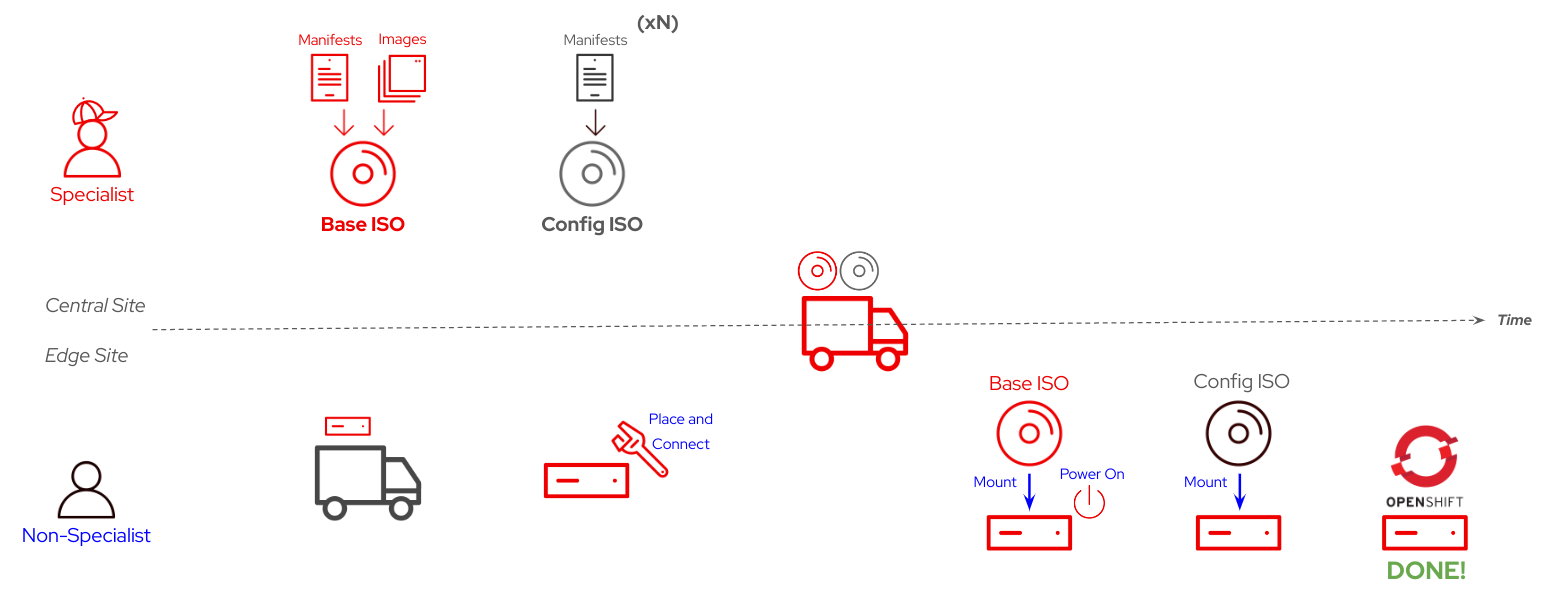 (xN)
Manifests
Images
Manifests
Specialist
Base ISO
Config ISO
Central Site
Time
Edge Site
Base ISO
Config ISO
Place and
Connect
Mount
Power On
Mount
OPENSHIFT
Non-Specialist
DONE!